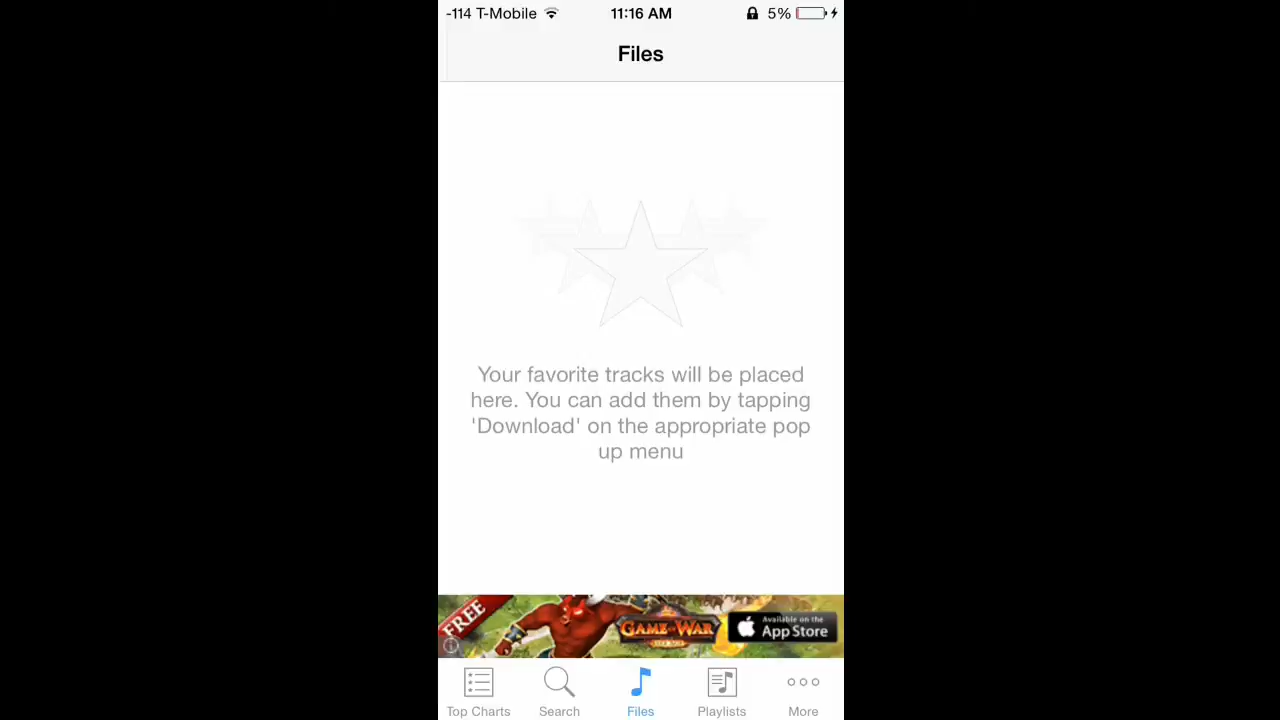 -114 T-Mobile 11:16 AM 5%
Files
Your favorite tracks will be placed
here. You can add them by tapping
'Download' on the appropriate pop
up menu
FREE
GAME OF WAR
FIRE AGE
Available on the
App Store
Top Charts Search Files Playlists More